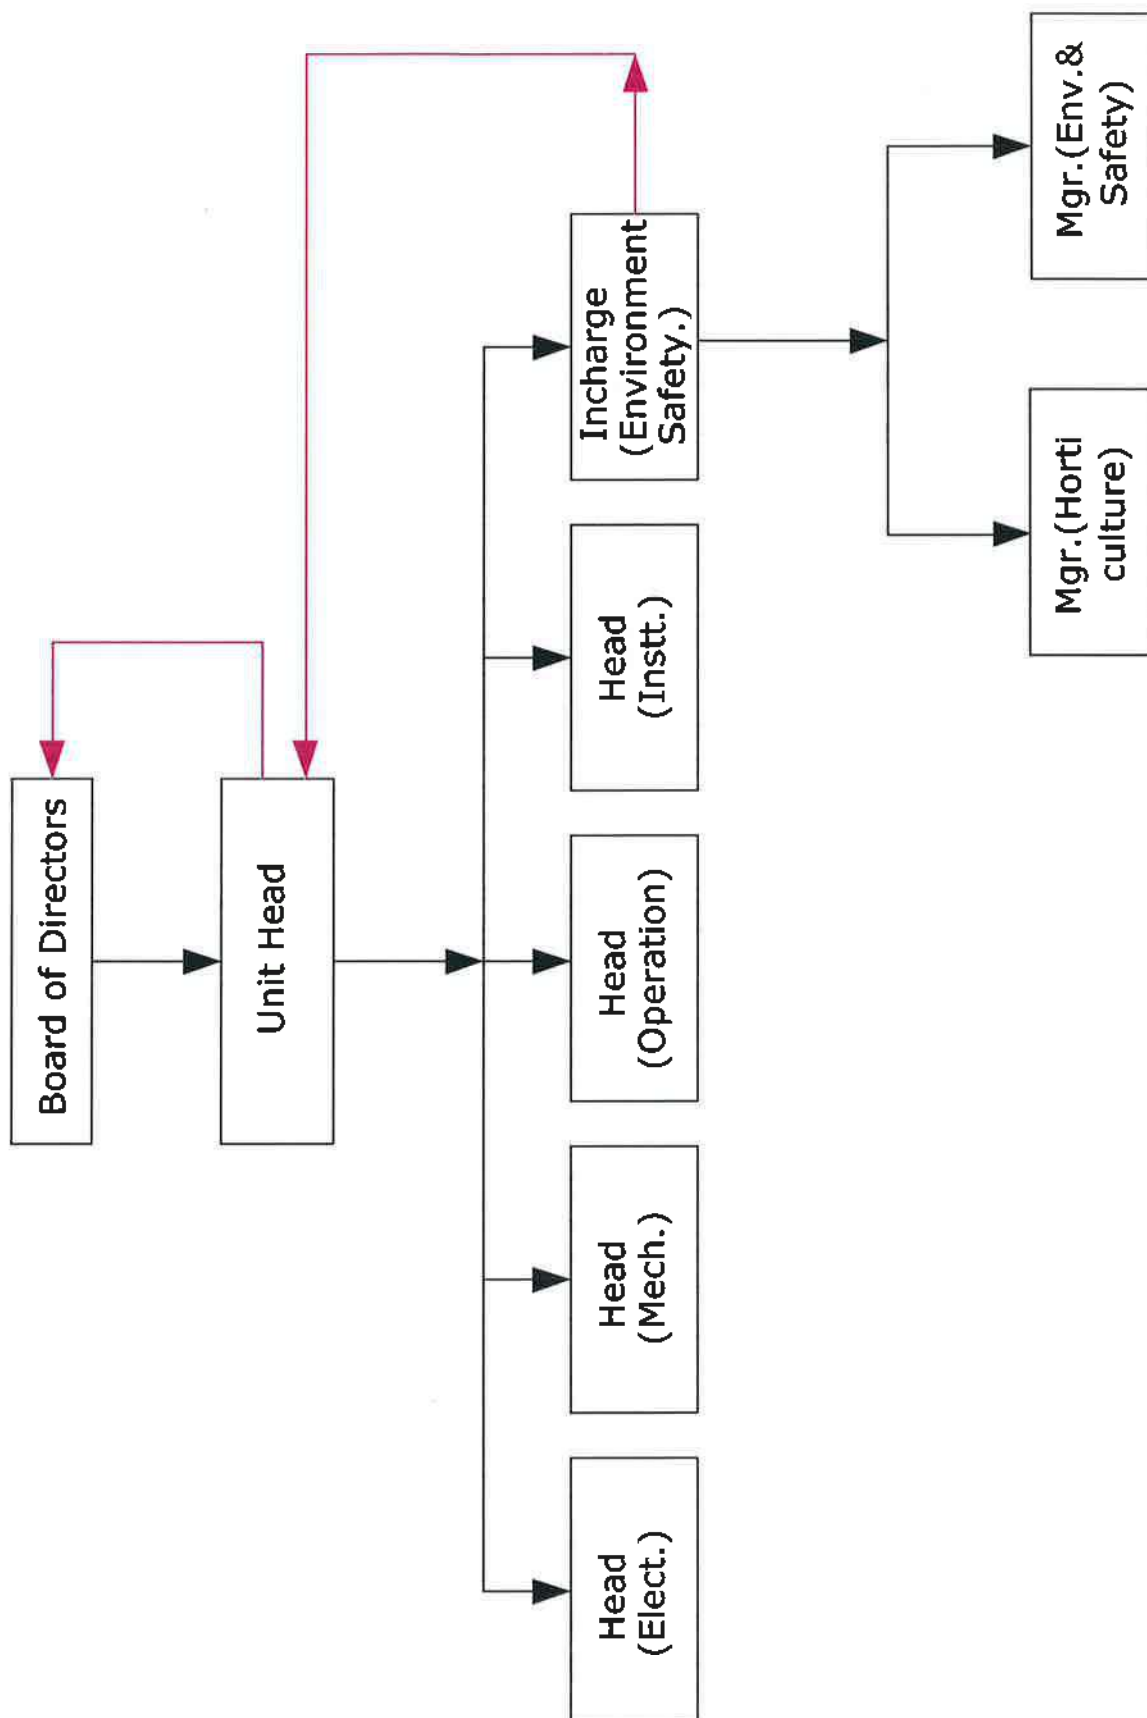 Board of Directors
Unit Head
Head
(Elect.)
Head
(Mech.)
Head
(Operation)
Head
(Instt.)
Incharge
(Environment
Safety.)
Mgr.(Horti
culture)
Mgr.(Env.&
Safety)